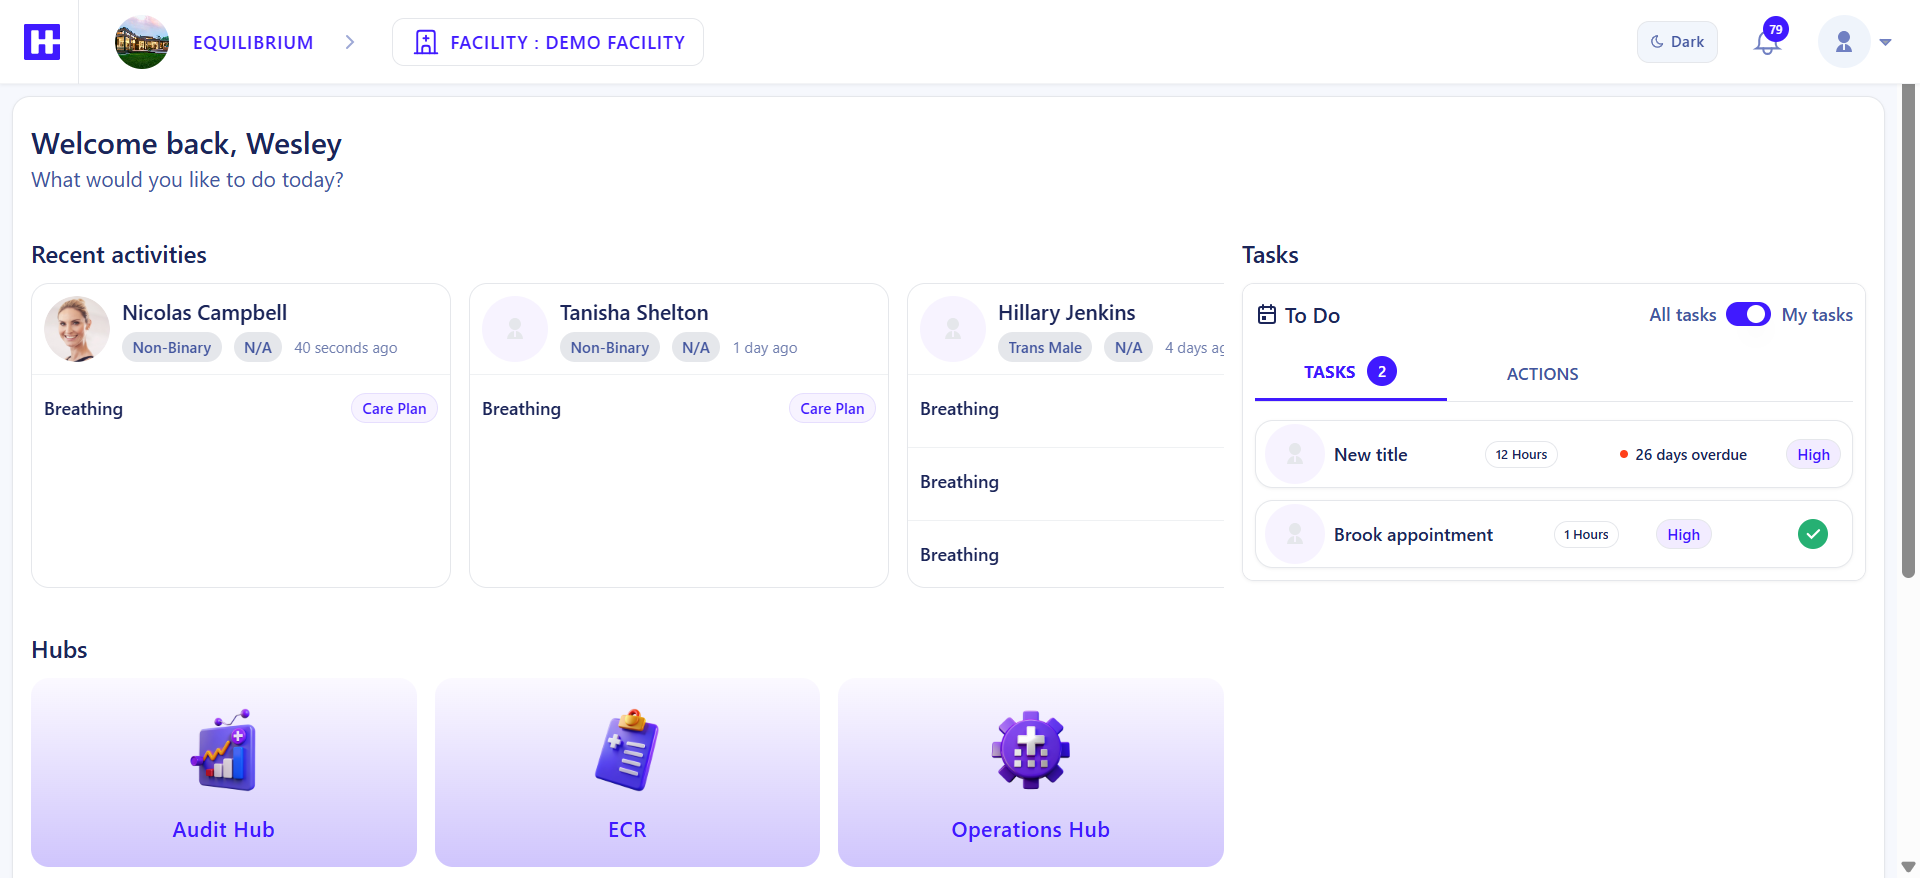 EQUILIBRIUM
FACILITY : DEMO FACILITY
Dark
79
Welcome back, Wesley
What would you like to do today?
Recent activities
Nicolas Campbell
Non-Binary N/A 40 seconds ago
Breathing Care Plan
Tanisha Shelton
Non-Binary N/A 1 day ago
Breathing Care Plan
Hillary Jenkins
Trans Male N/A 4 days
Breathing
Breathing
Breathing
Tasks
To Do All tasks My tasks
TASKS 2 ACTIONS
New title 12 Hours 26 days overdue High
Brook appointment 1 Hours High
Hubs
Audit Hub
ECR
Operations Hub